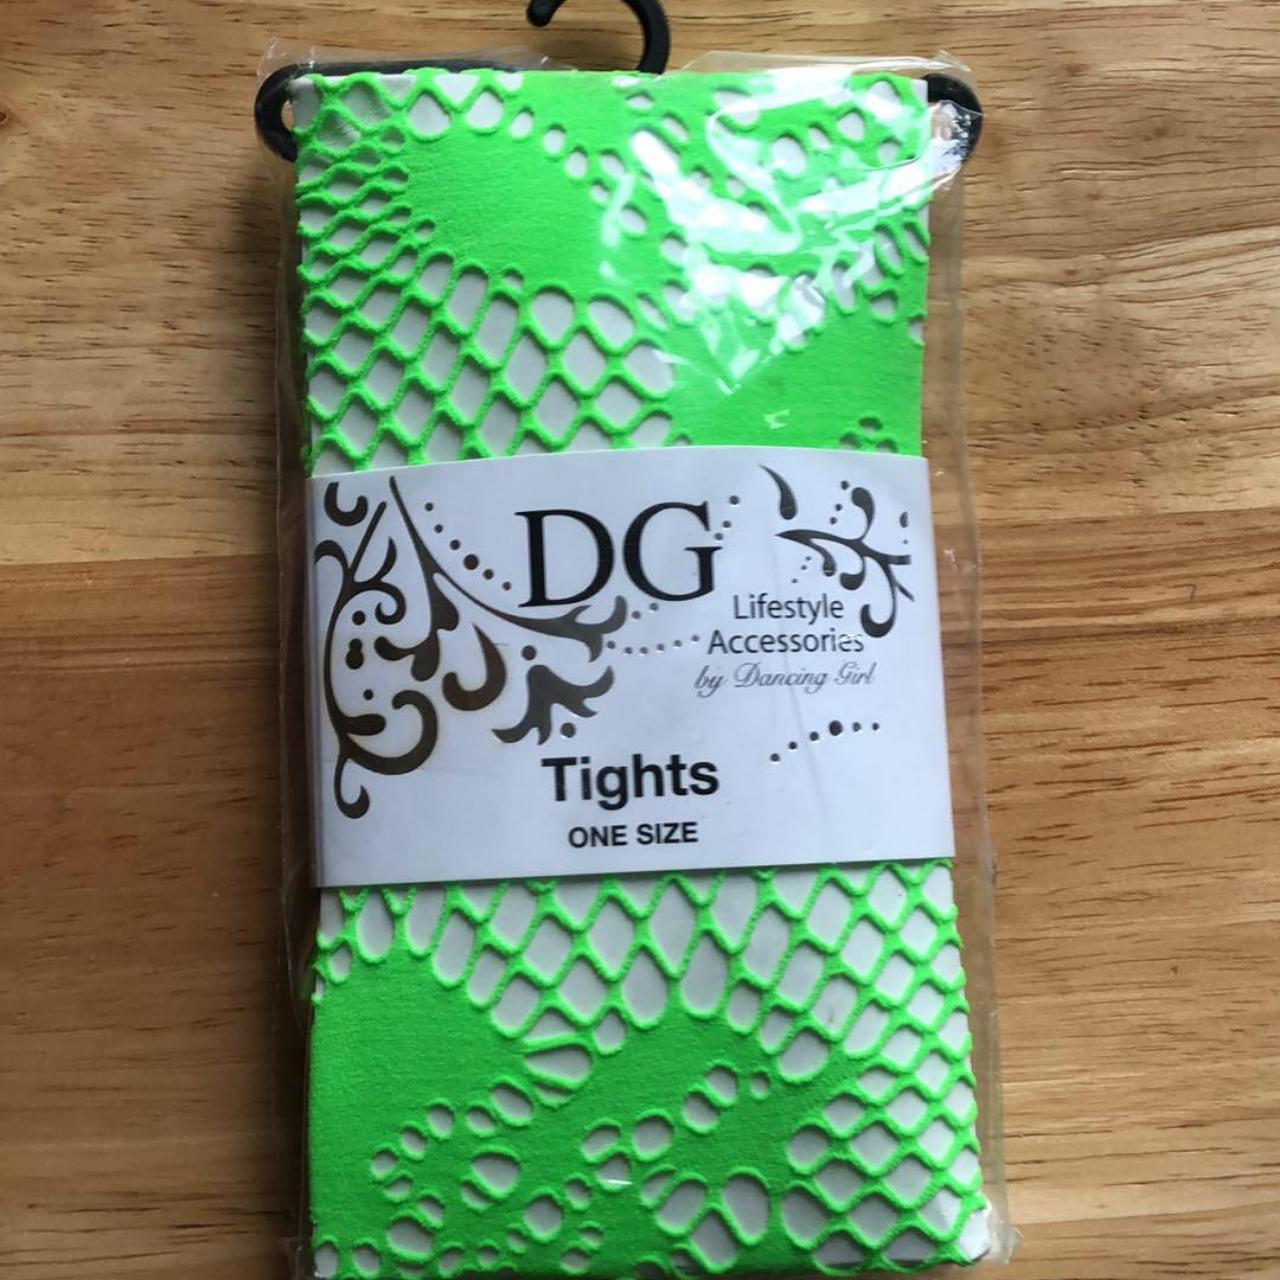 DG
Lifestyle
Accessories
by Dancing Girl
Tights
ONE SIZE